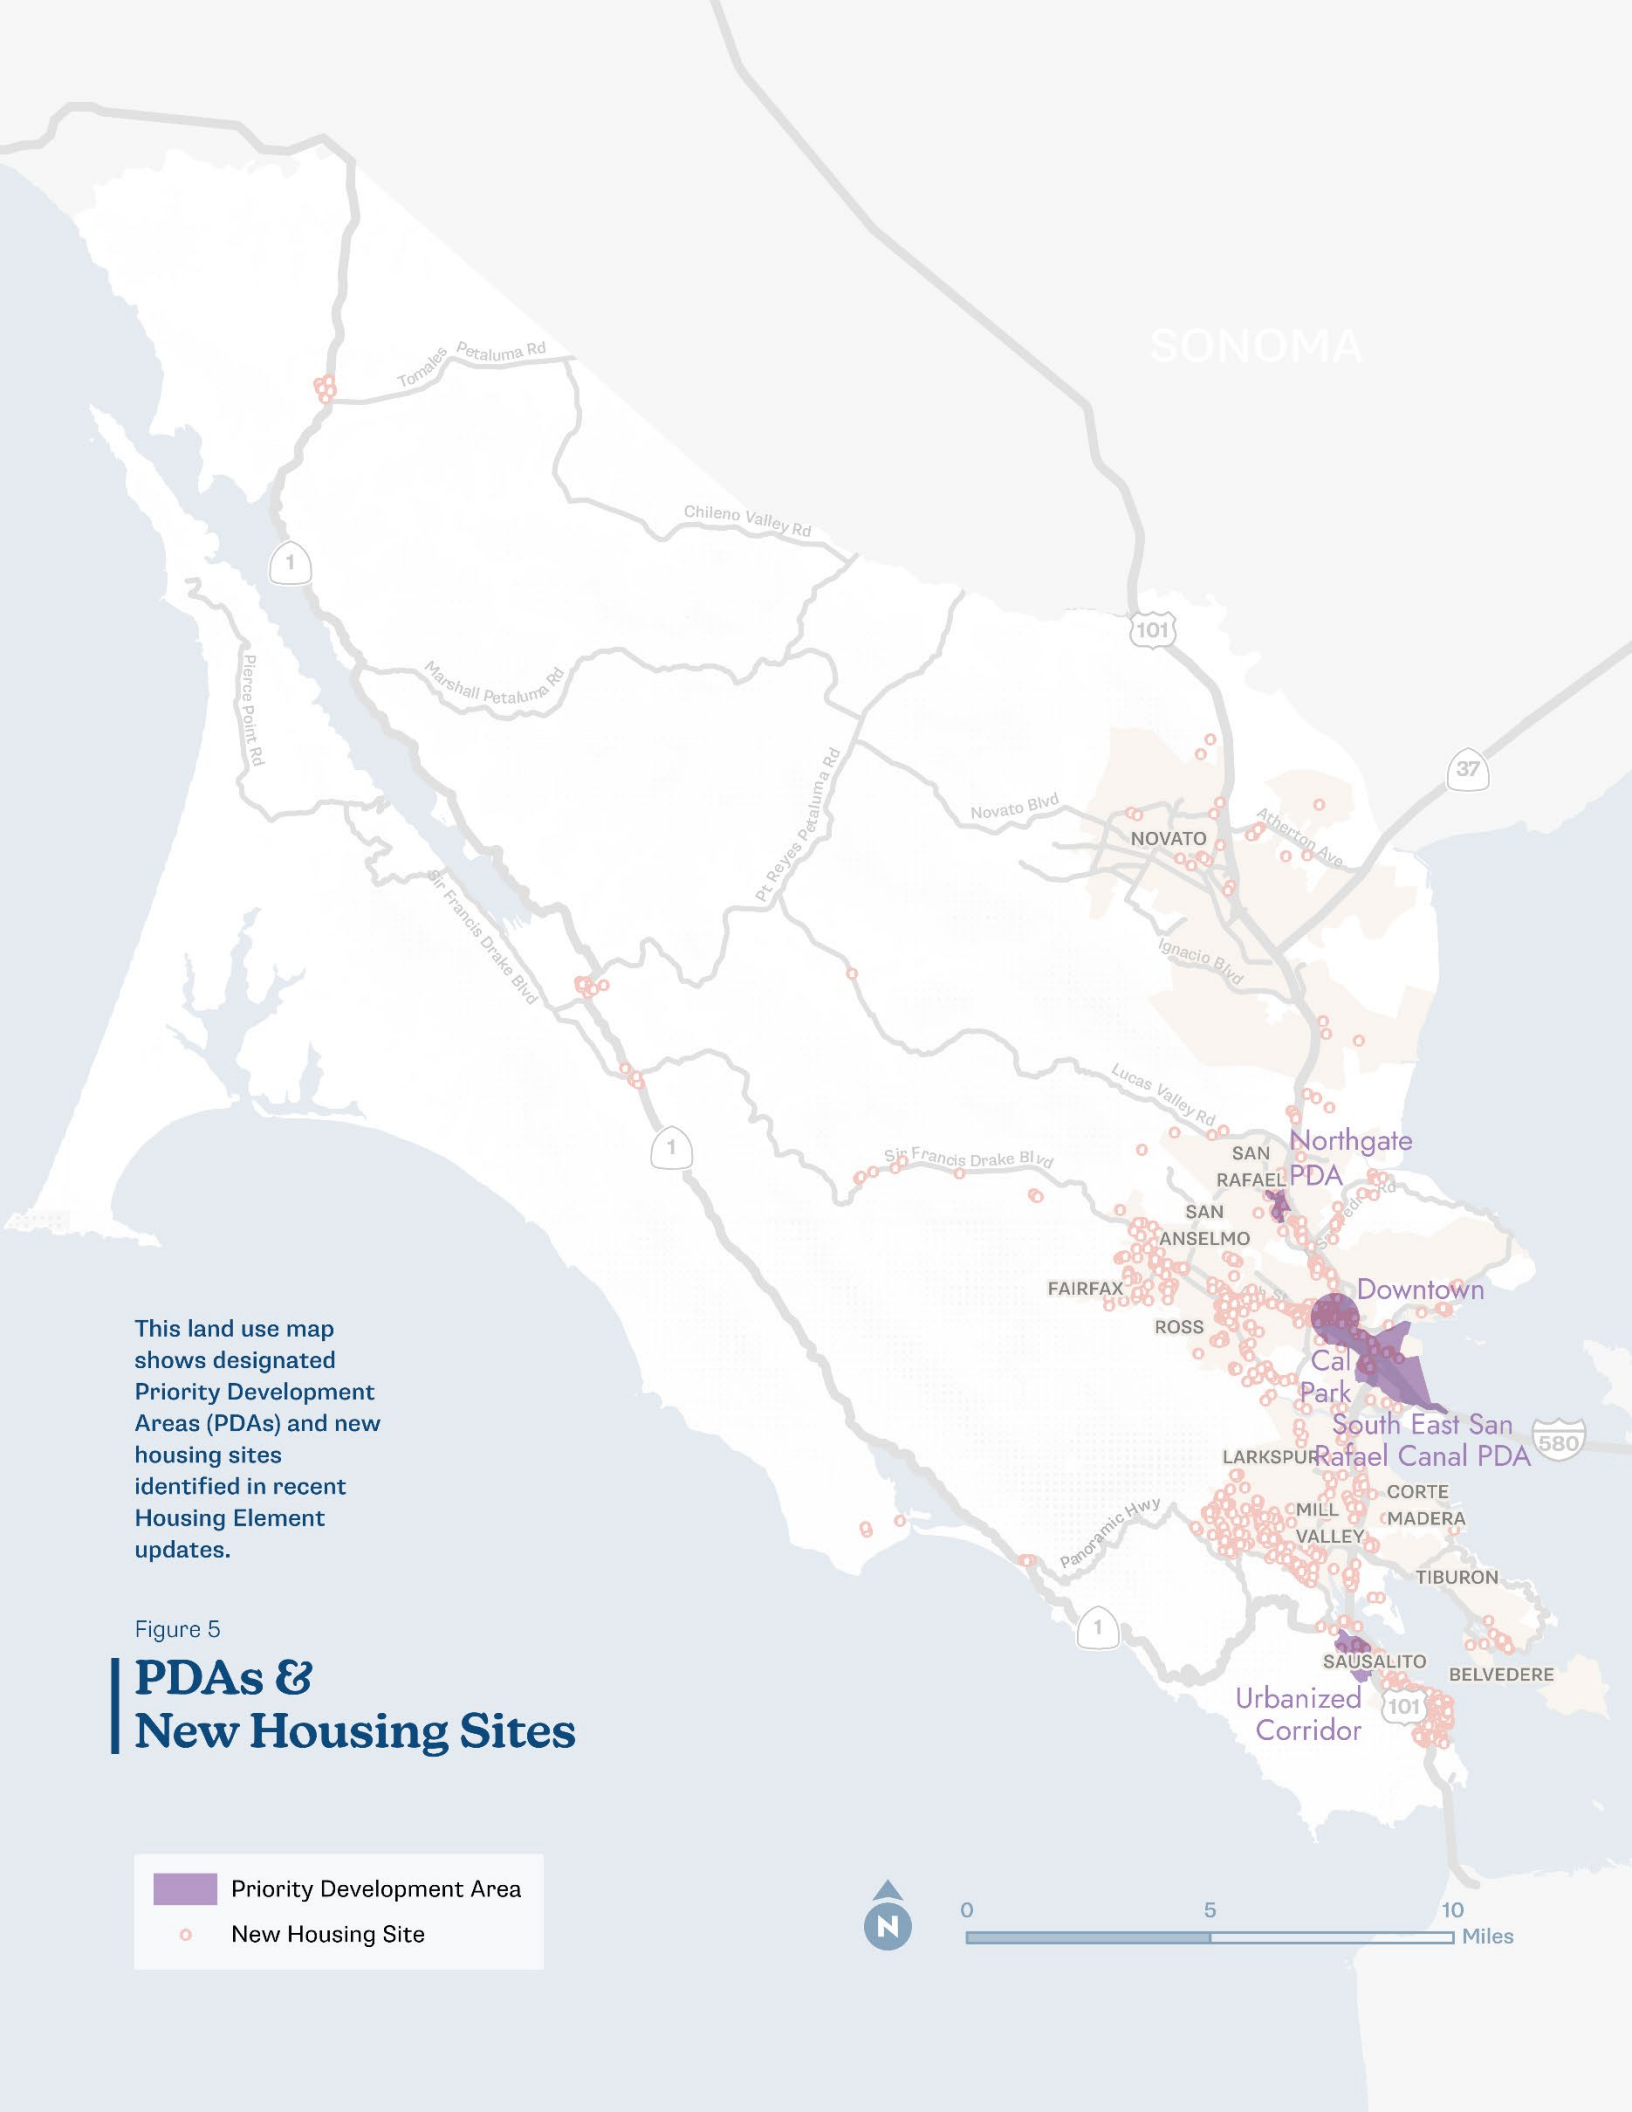 SONOMA
Tomales Petaluma Rd
Chileno Valley Rd
1
101
Marshall Petaluma Rd
Pierce Point Rd
37
Pt Reyes Petaluma Rd
Novato Blvd
Atherton Ave
NOVATO
Sir Francis Drake Blvd
Ignacio Blvd
Lucas Valley Rd
1
Sir Francis Drake Blvd
Northgate
PDA
SAN
RAFAEL
Rd
SAN
ANSELMO
FAIRFAX
Downtown
ROSS
Cal
Park
South East San
Rafael Canal PDA
580
LARKSPUR
CORTE
MADERA
MILL
VALLEY
Panoramic Hwy
TIBURON
1
SAUSALITO
BELVEDERE
Urbanized
Corridor
101
This land use map
shows designated
Priority Development
Areas (PDAs) and new
housing sites
identified in recent
Housing Element
updates.
Figure 5
PDAs &
New Housing Sites
Priority Development Area
New Housing Site
N
0 5 10
Miles